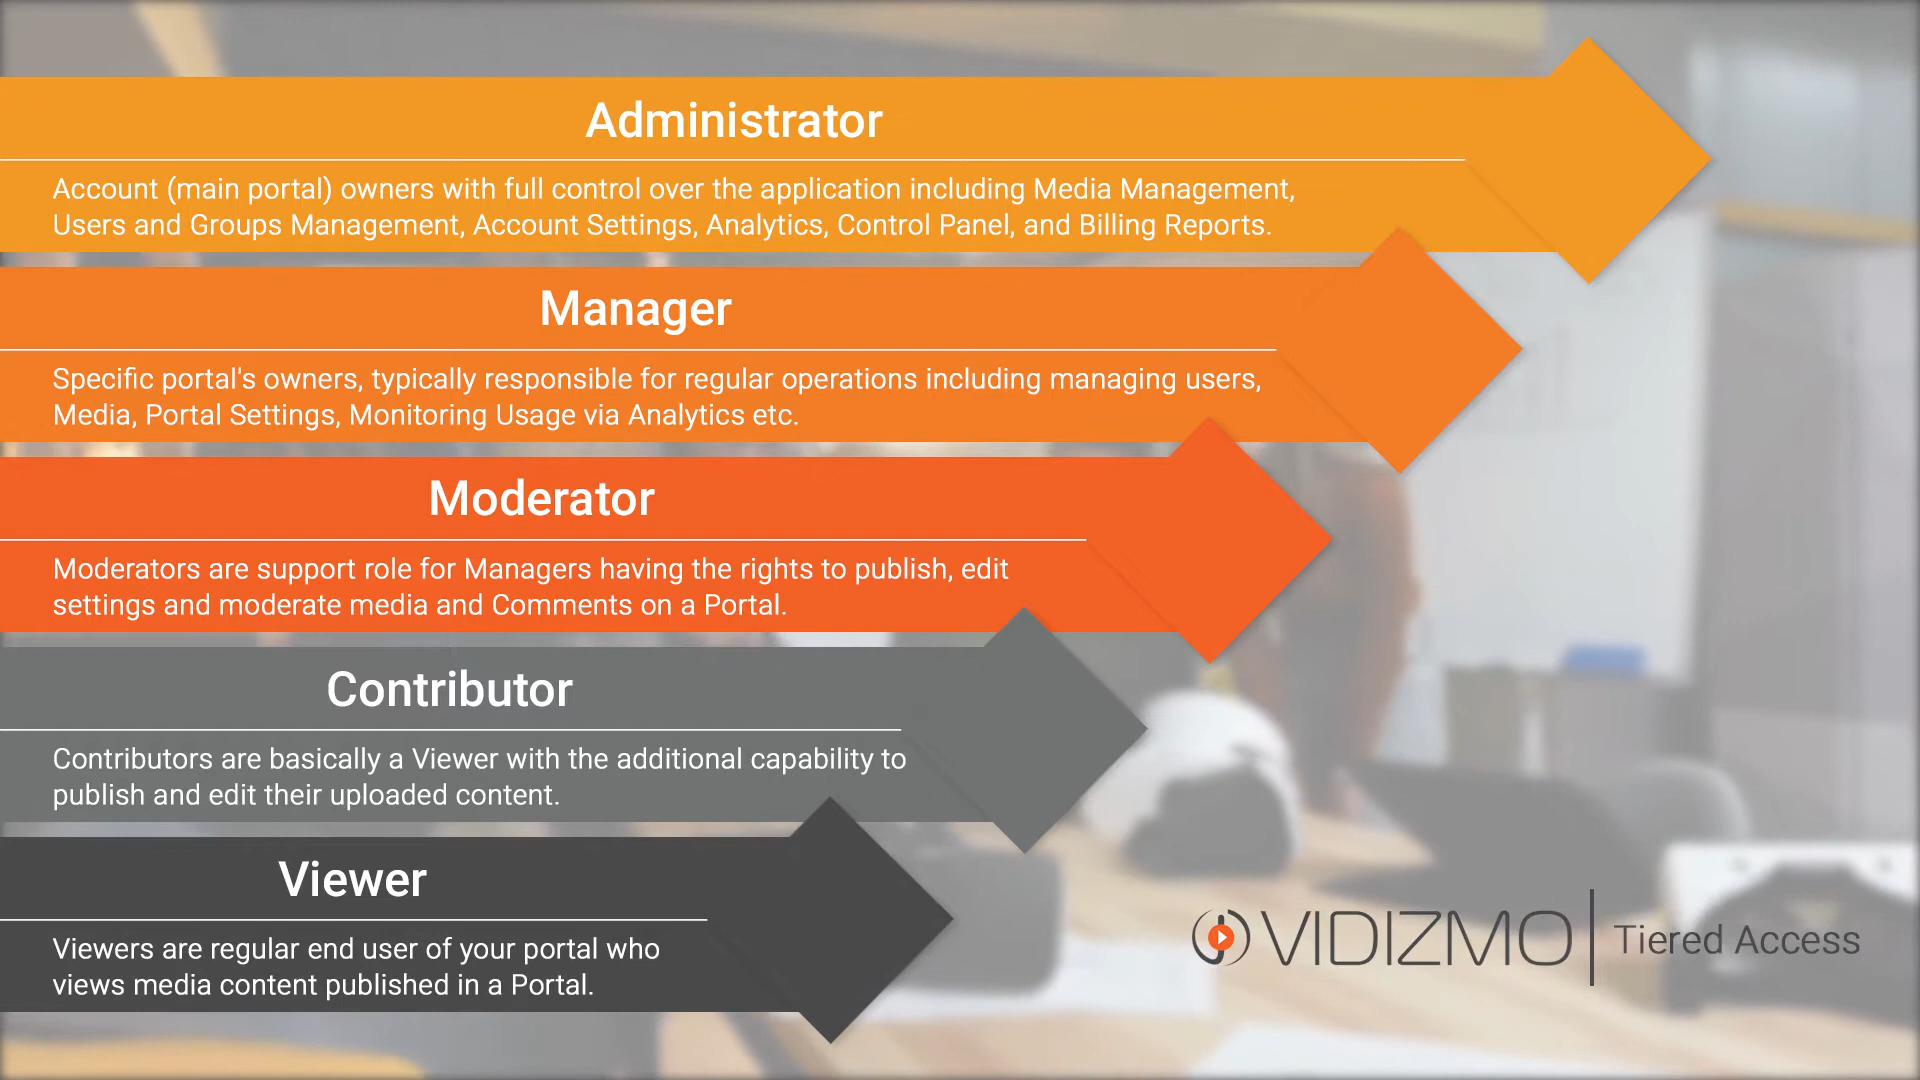 Administrator
Account (main portal) owners with full control over the application including Media Management,
Users and Groups Management, Account Settings, Analytics, Control Panel, and Billing Reports.
Manager
Specific portal's owners, typically responsible for regular operations including managing users,
Media, Portal Settings, Monitoring Usage via Analytics etc.
Moderator
Moderators are support role for Managers having the rights to publish, edit
settings and moderate media and Comments on a Portal.
Contributor
Contributors are basically a Viewer with the additional capability to
publish and edit their uploaded content.
Viewer
Viewers are regular end user of your portal who
views media content published in a Portal.
VIDIZMO | Tiered Access